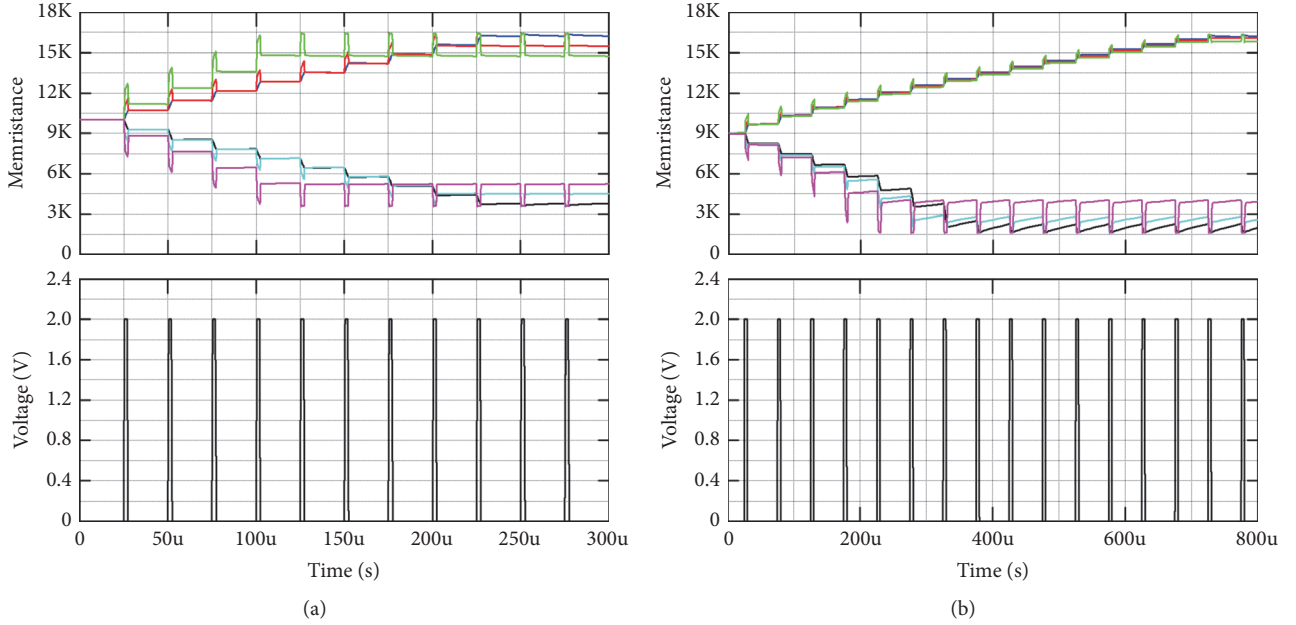 18K
15K
12K
9K
6K
3K
0
Memristance
2.4
2.0
1.6
1.2
0.8
0.4
0
Voltage (V)
0 50u 100u 150u 200u 250u 300u
Time (s)
(a)
18K
15K
12K
9K
6K
3K
0
Memristance
2.4
2.0
1.6
1.2
0.8
0.4
0
Voltage (V)
0 200u 400u 600u 800u
Time (s)
(b)